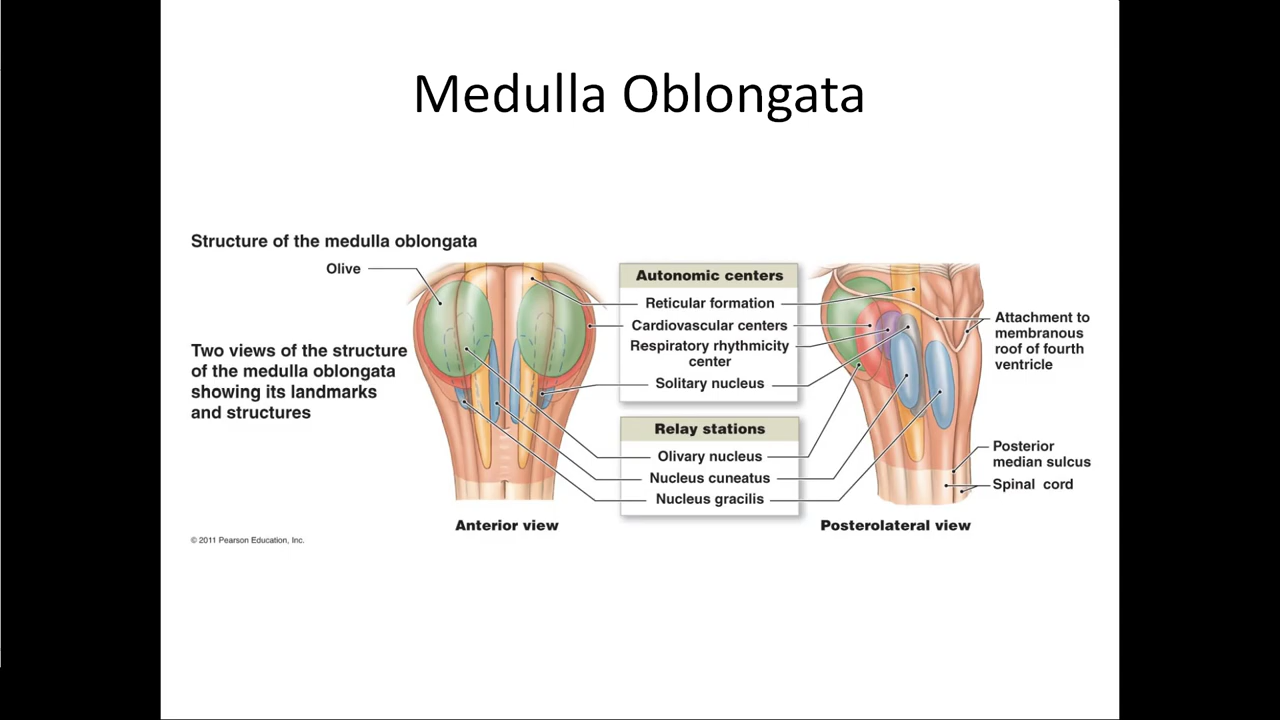 Medulla Oblongata
Structure of the medulla oblongata
Olive
Two views of the structure
of the medulla oblongata
showing its landmarks
and structures
Autonomic centers
Reticular formation
Cardiovascular centers
Respiratory rhythmicity
center
Solitary nucleus
Relay stations
Olivary nucleus
Nucleus cuneatus
Nucleus gracilis
Attachment to
membranous
roof of fourth
ventricle
Posterior
median sulcus
Spinal cord
Anterior view
Posterolateral view
© 2011 Pearson Education, Inc.